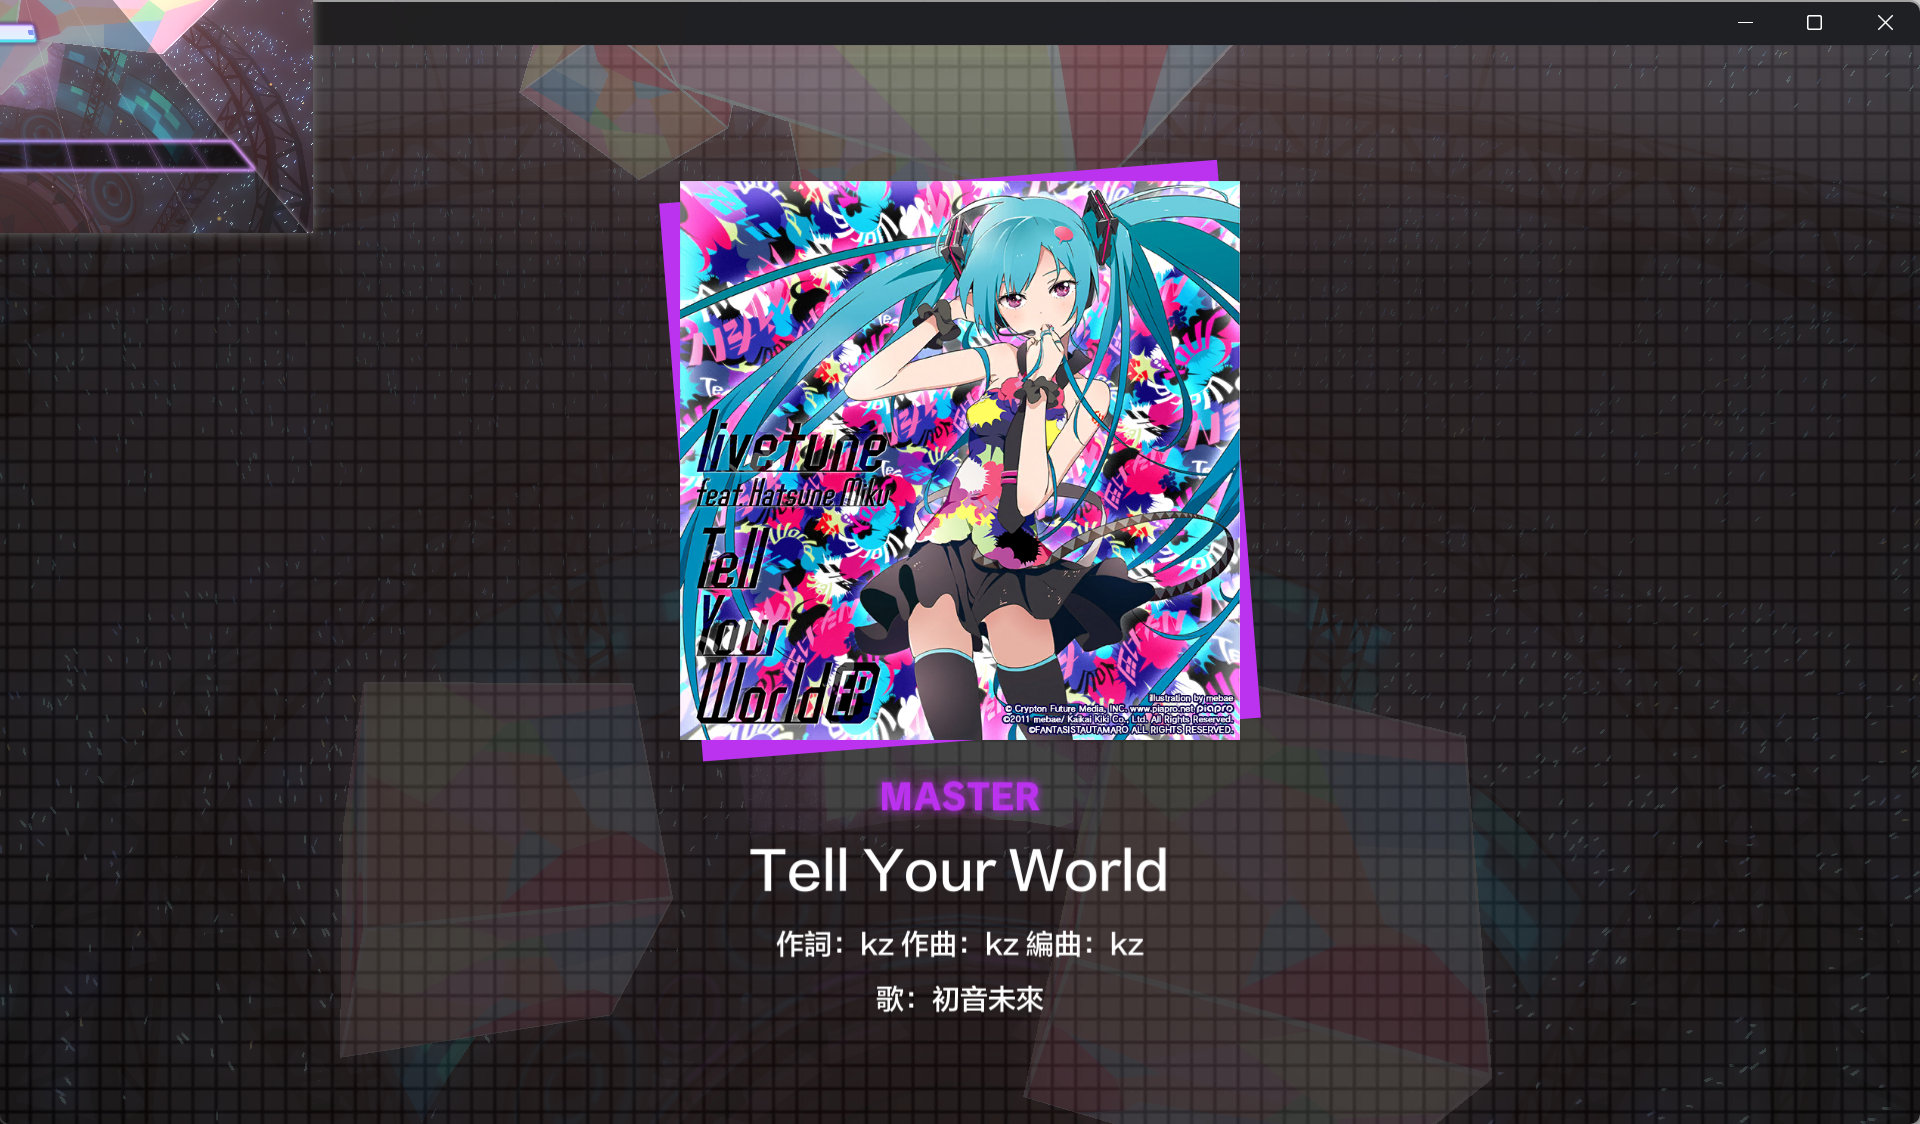 livetune
feat. Hatsune Miku
Tell
Your
World EP
illustration by mebae
© Crypton Future Media, INC. www.piapro.net piapro
©2011 mebae/ Kaikai Kiki Co., Ltd. All Rights Reserved.
©FANTASISTAUTAMARO ALL RIGHTS RESERVED.
MASTER
Tell Your World
作詞：kz 作曲：kz 編曲：kz
歌：初音未來